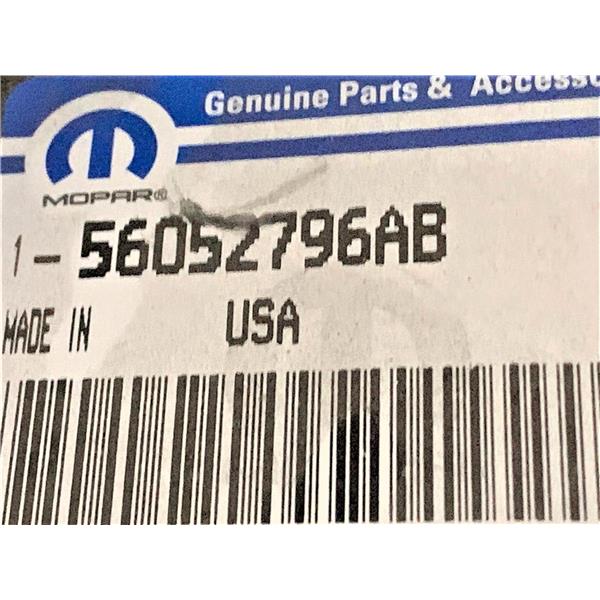 Genuine Parts & Accesso
MOPAR®
1-56052796AB
MADE IN USA